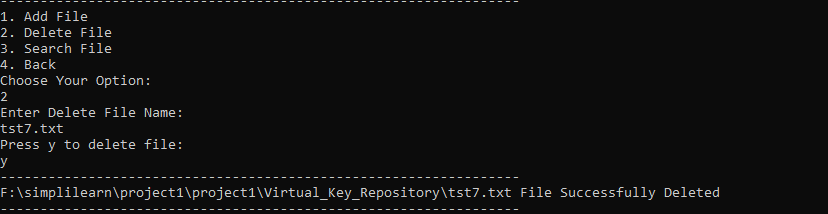 -----------------------------------------------------------------
1. Add File
2. Delete File
3. Search File
4. Back
Choose Your Option:
2
Enter Delete File Name:
tst7.txt
Press y to delete file:
y
-----------------------------------------------------------------
F:\simplilearn\project1\project1\Virtual_Key_Repository\tst7.txt File Successfully Deleted
-----------------------------------------------------------------